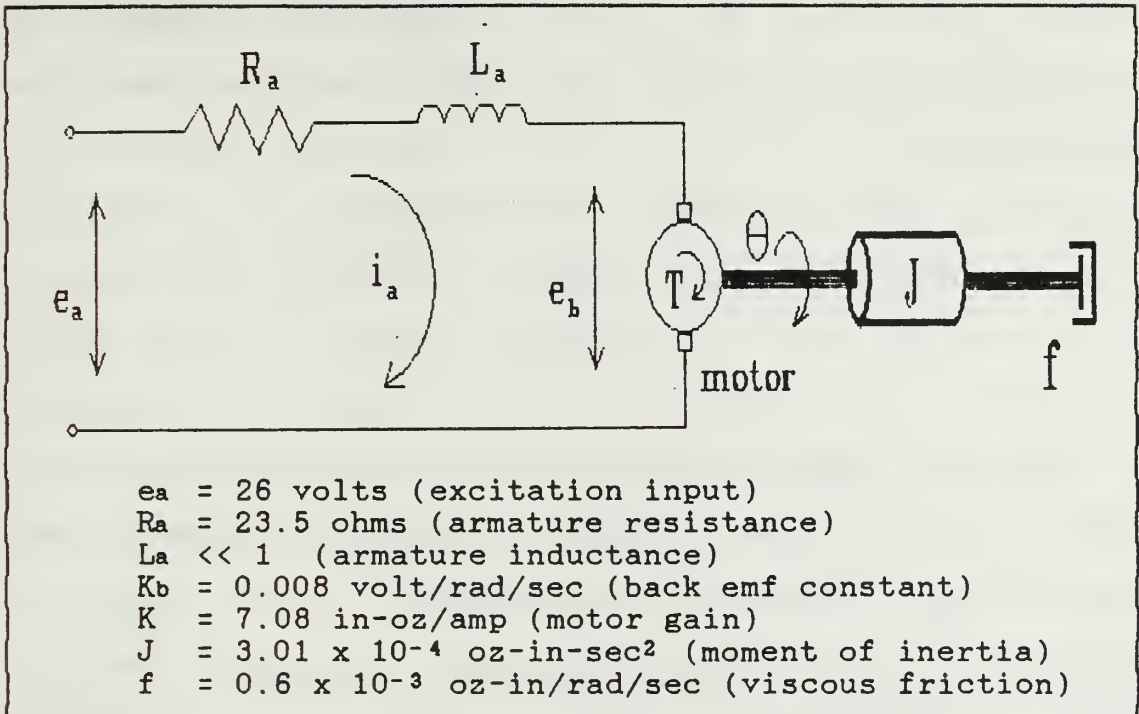 Ra
La
ea
ia
eb
T
θ
J
motor
f
ea = 26 volts (excitation input)
Ra = 23.5 ohms (armature resistance)
La << 1 (armature inductance)
Kb = 0.008 volt/rad/sec (back emf constant)
K = 7.08 in-oz/amp (motor gain)
J = 3.01 x 10⁻⁴ oz-in-sec² (moment of inertia)
f = 0.6 x 10⁻³ oz-in/rad/sec (viscous friction)